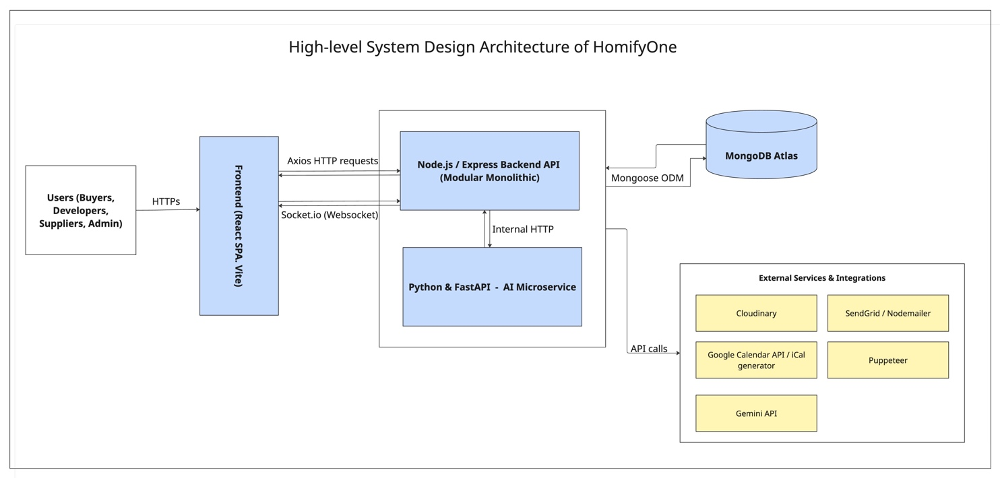 High-level System Design Architecture of HomifyOne
Users (Buyers,
Developers,
Suppliers, Admin)
HTTPs
Frontend (React SPA. Vite)
Axios HTTP requests
Socket.io (Websocket)
Node.js / Express Backend API
(Modular Monolithic)
Internal HTTP
Python & FastAPI - AI Microservice
MongoDB Atlas
Mongoose ODM
API calls
External Services & Integrations
Cloudinary
SendGrid / Nodemailer
Google Calendar API / iCal
generator
Puppeteer
Gemini API